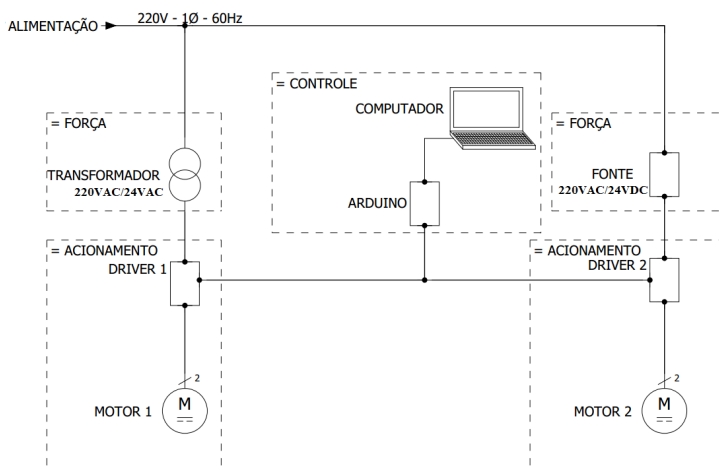 220V - 1Ø - 60Hz
ALIMENTAÇÃO
= CONTROLE
COMPUTADOR
ARDUINO
= FORÇA
TRANSFORMADOR
220VAC/24VAC
= FORÇA
FONTE
220VAC/24VDC
= ACIONAMENTO
DRIVER 1
= ACIONAMENTO
DRIVER 2
2
MOTOR 1
M
2
MOTOR 2
M